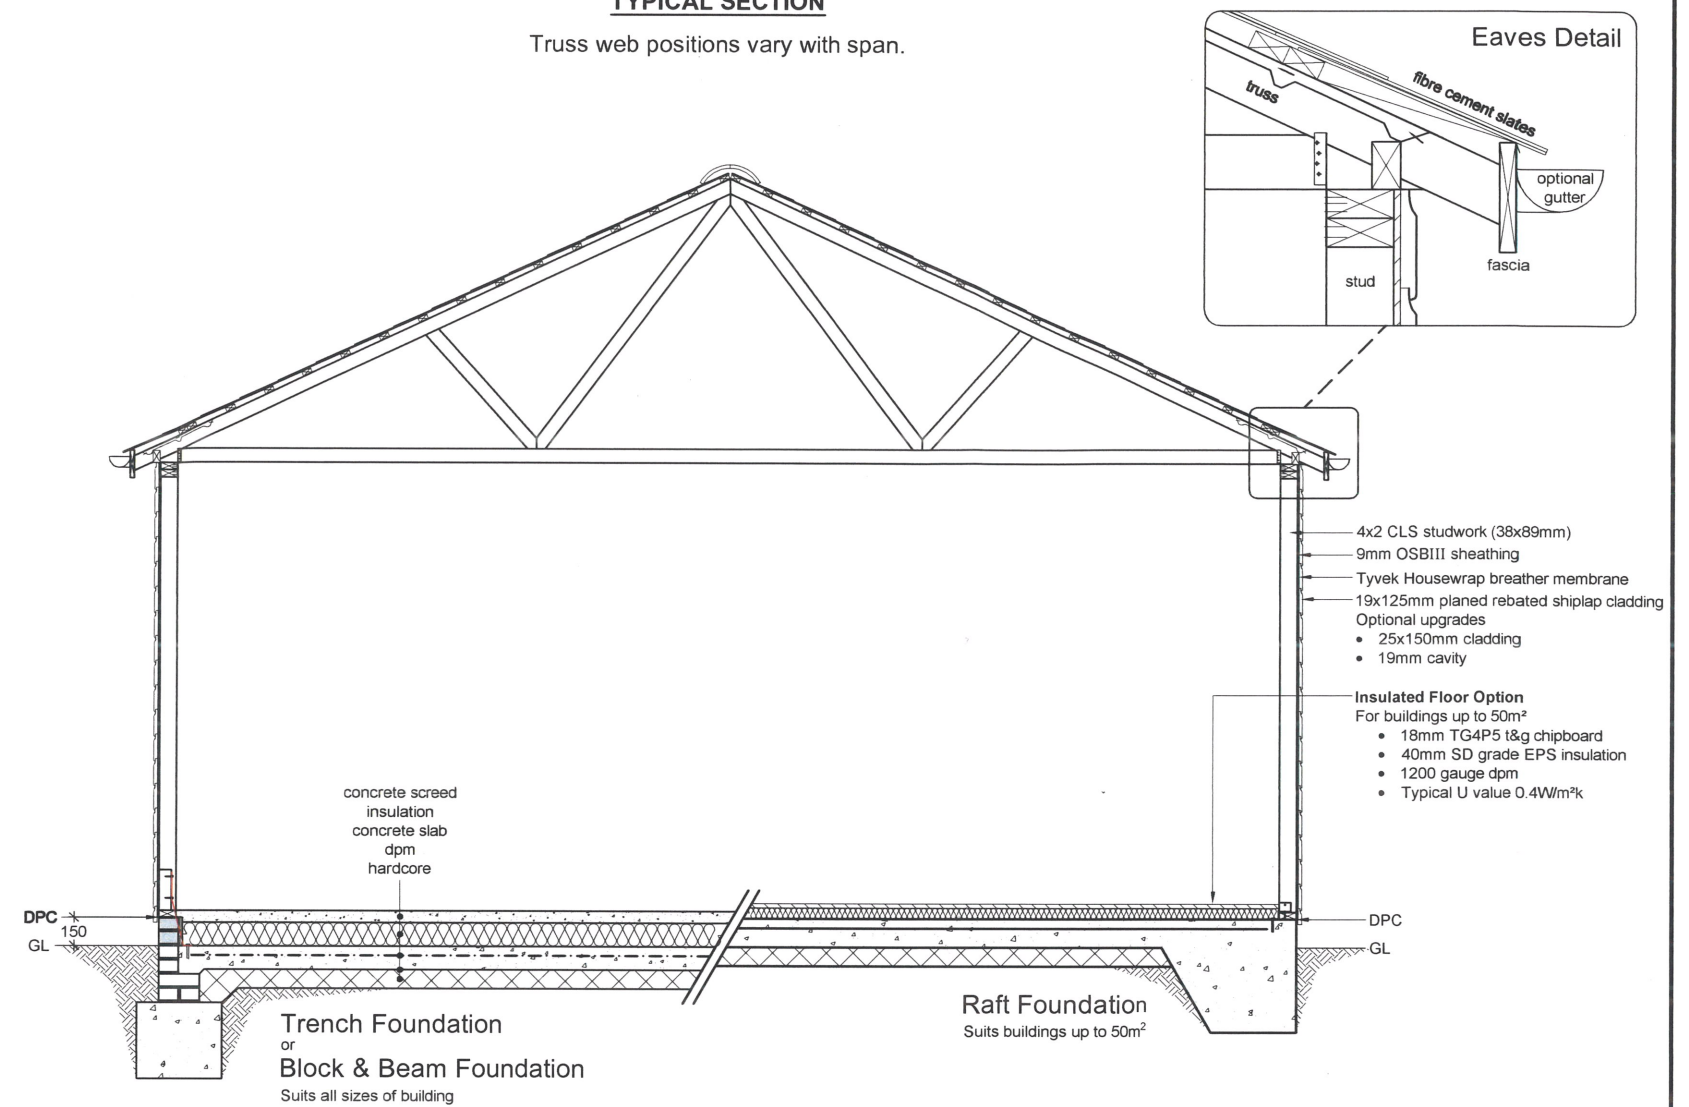 TYPICAL SECTION
Truss web positions vary with span.
Eaves Detail
truss
fibre cement slates
optional
gutter
fascia
stud
4x2 CLS studwork (38x89mm)
9mm OSBIII sheathing
Tyvek Housewrap breather membrane
19x125mm planed rebated shiplap cladding
Optional upgrades
• 25x150mm cladding
• 19mm cavity
Insulated Floor Option
For buildings up to 50m²
• 18mm TG4P5 t&g chipboard
• 40mm SD grade EPS insulation
• 1200 gauge dpm
• Typical U value 0.4W/m²k
concrete screed
insulation
concrete slab
dpm
hardcore
DPC
150
GL
DPC
GL
Trench Foundation
or
Block & Beam Foundation
Suits all sizes of building
Raft Foundation
Suits buildings up to 50m²